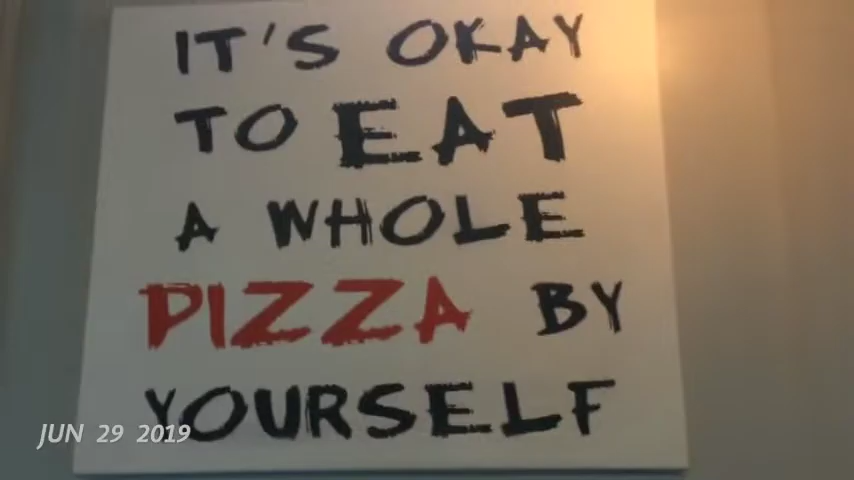 IT'S OKAY
TO EAT
A WHOLE
PIZZA BY
YOURSELF
JUN 29 2019